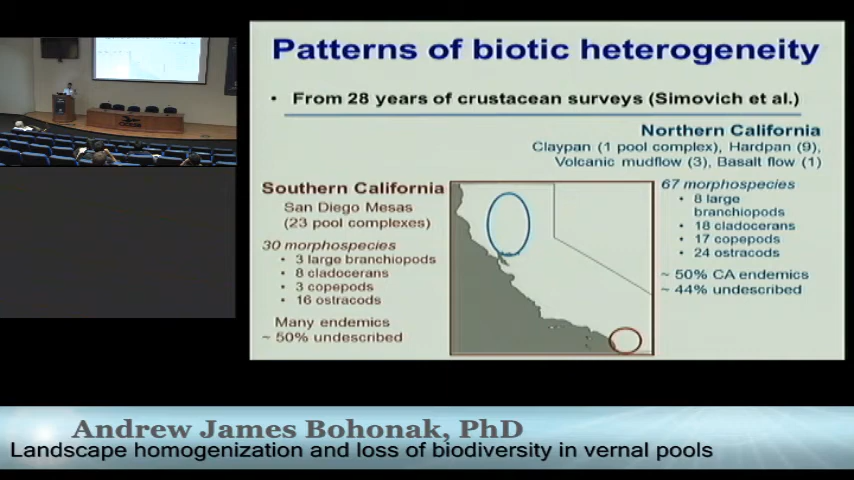 Patterns of biotic heterogeneity
• From 28 years of crustacean surveys (Simovich et al.)
Northern California
Claypan (1 pool complex), Hardpan (9),
Volcanic mudflow (3), Basalt flow (1)
Southern California
San Diego Mesas
(23 pool complexes)
30 morphospecies
• 3 large branchiopods
• 8 cladocerans
• 3 copepods
• 16 ostracods
Many endemics
~ 50% undescribed
67 morphospecies
• 8 large
branchiopods
• 18 cladocerans
• 17 copepods
• 24 ostracods
~ 50% CA endemics
~ 44% undescribed
Andrew James Bohonak, PhD
Landscape homogenization and loss of biodiversity in vernal pools